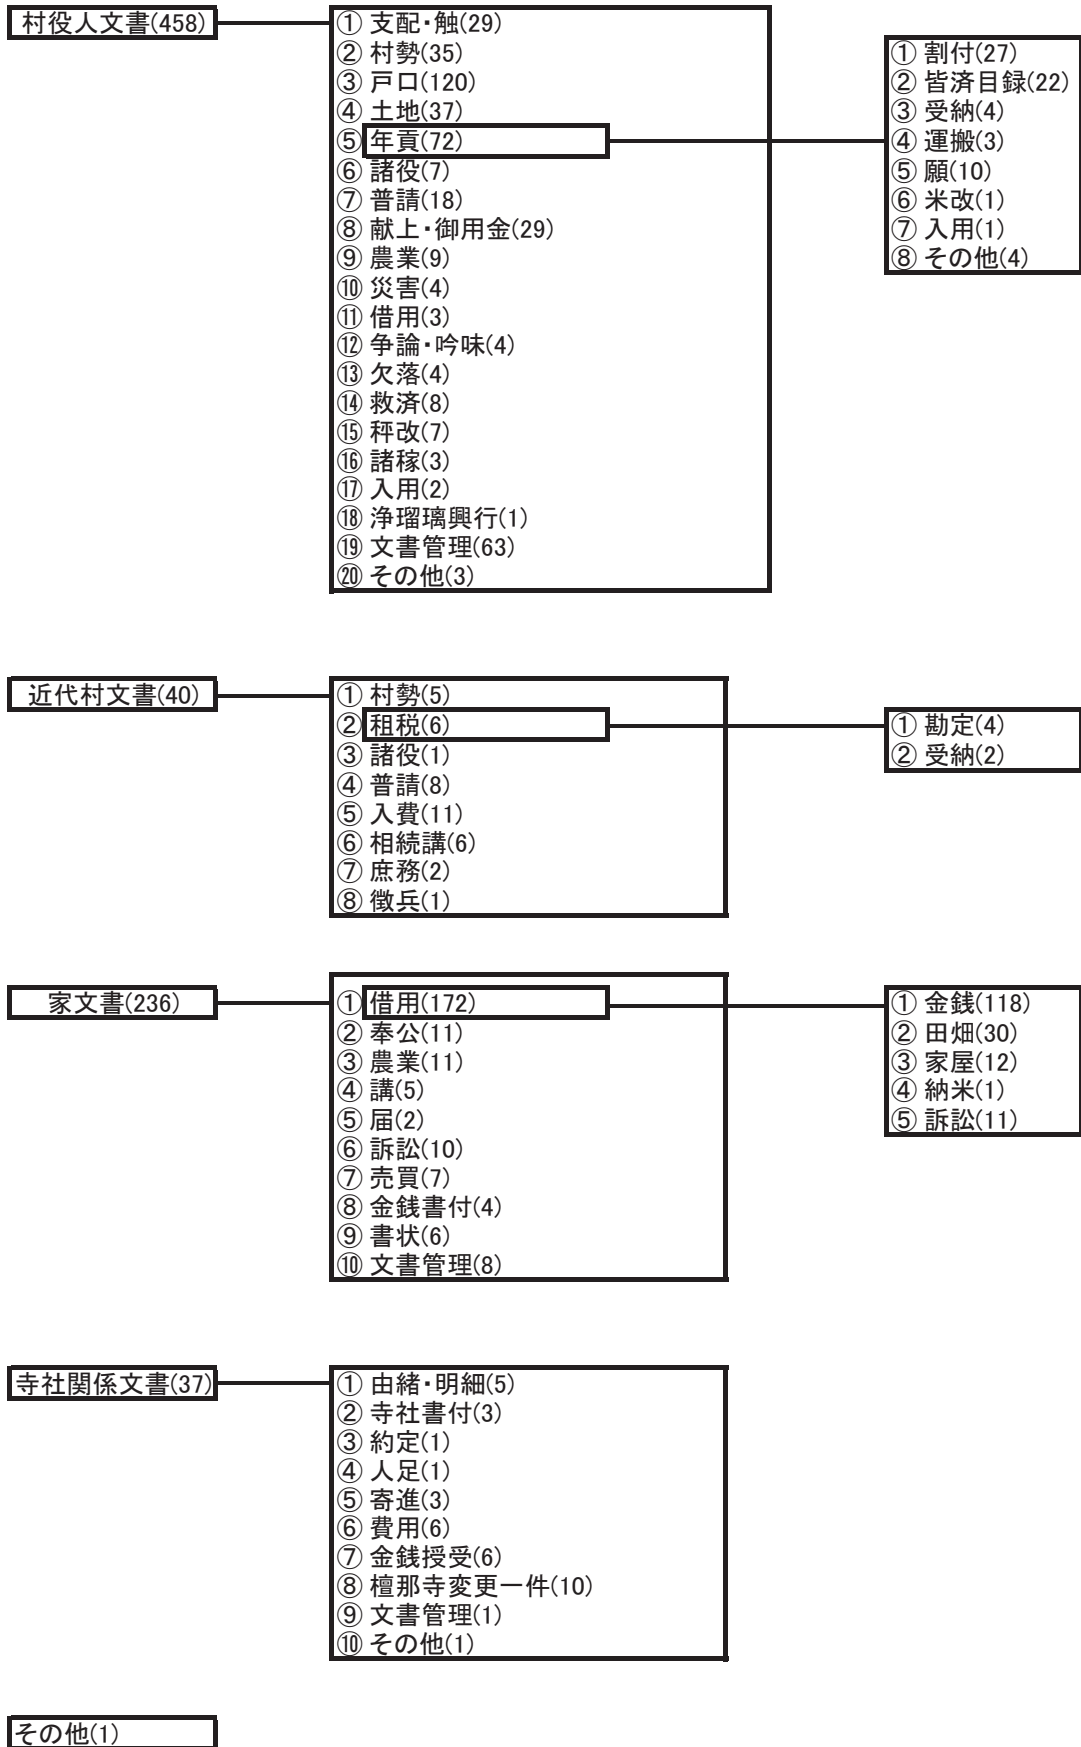 村役人文書(458)
① 支配・触(29)
② 村勢(35)
③ 戸口(120)
④ 土地(37)
⑤ 年貢(72)
⑥ 諸役(7)
⑦ 普請(18)
⑧ 献上・御用金(29)
⑨ 農業(9)
⑩ 災害(4)
⑪ 借用(3)
⑫ 争論・吟味(4)
⑬ 欠落(4)
⑭ 救済(8)
⑮ 秤改(7)
⑯ 諸稼(3)
⑰ 入用(2)
⑱ 浄瑠璃興行(1)
⑲ 文書管理(63)
⑳ その他(3)
① 割付(27)
② 皆済目録(22)
③ 受納(4)
④ 運搬(3)
⑤ 願(10)
⑥ 米改(1)
⑦ 入用(1)
⑧ その他(4)
近代村文書(40)
① 村勢(5)
② 租税(6)
③ 諸役(1)
④ 普請(8)
⑤ 入費(11)
⑥ 相続講(6)
⑦ 庶務(2)
⑧ 徴兵(1)
① 勘定(4)
② 受納(2)
家文書(236)
① 借用(172)
② 奉公(11)
③ 農業(11)
④ 講(5)
⑤ 届(2)
⑥ 訴訟(10)
⑦ 売買(7)
⑧ 金銭書付(4)
⑨ 書状(6)
⑩ 文書管理(8)
① 金銭(118)
② 田畑(30)
③ 家屋(12)
④ 納米(1)
⑤ 訴訟(11)
寺社関係文書(37)
① 由緒・明細(5)
② 寺社書付(3)
③ 約定(1)
④ 人足(1)
⑤ 寄進(3)
⑥ 費用(6)
⑦ 金銭授受(6)
⑧ 檀那寺変更一件(10)
⑨ 文書管理(1)
⑩ その他(1)
その他(1)